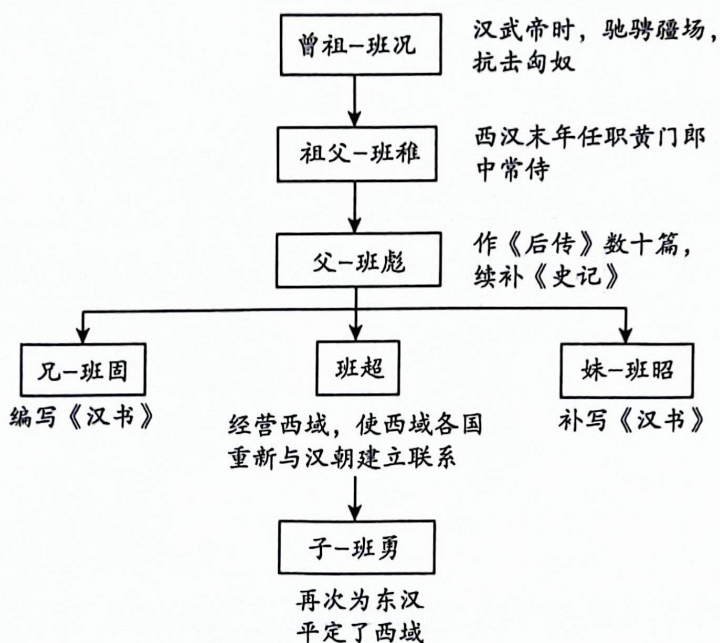 曾祖-班况
汉武帝时，驰骋疆场，
抗击匈奴
祖父-班稚
西汉末年任职黄门郎
中常侍
父-班彪
作《后传》数十篇，
续补《史记》
兄-班固
班超
妹-班昭
编写《汉书》
经营西域，使西域各国
重新与汉朝建立联系
补写《汉书》
子-班勇
再次为东汉
平定了西域